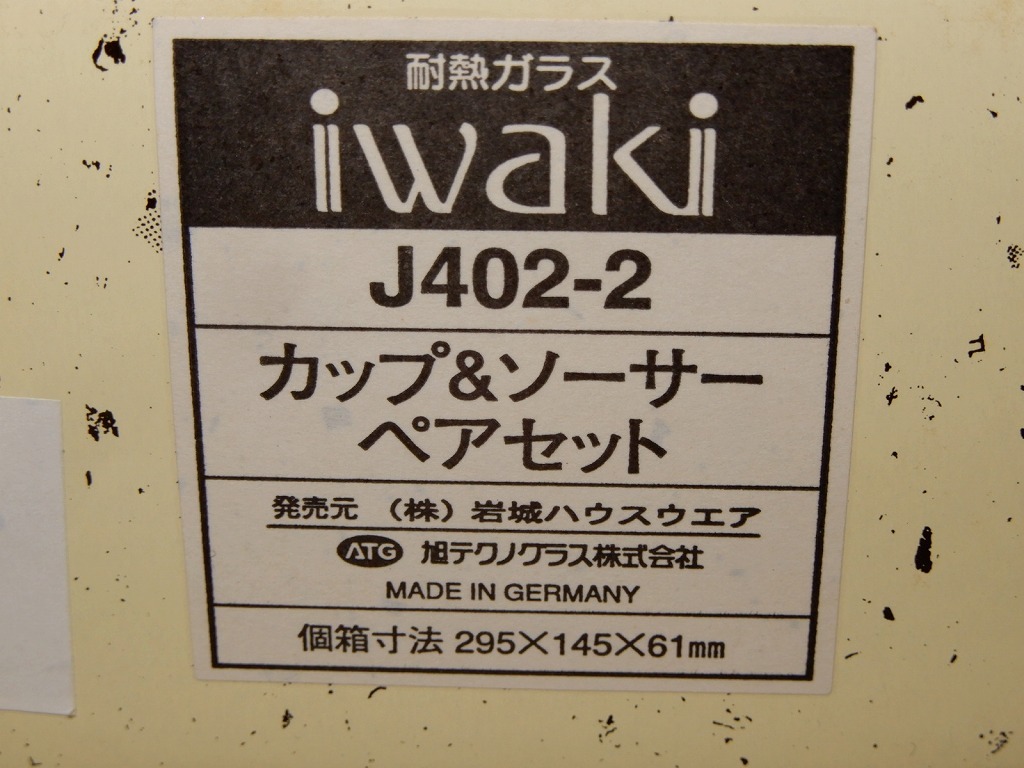 耐熱ガラス
iwaki
J402-2
カップ&ソーサー
ペアセット
発売元 (株)岩城ハウスウエア
ATG 旭テクノグラス株式会社
MADE IN GERMANY
個箱寸法 295×145×61mm